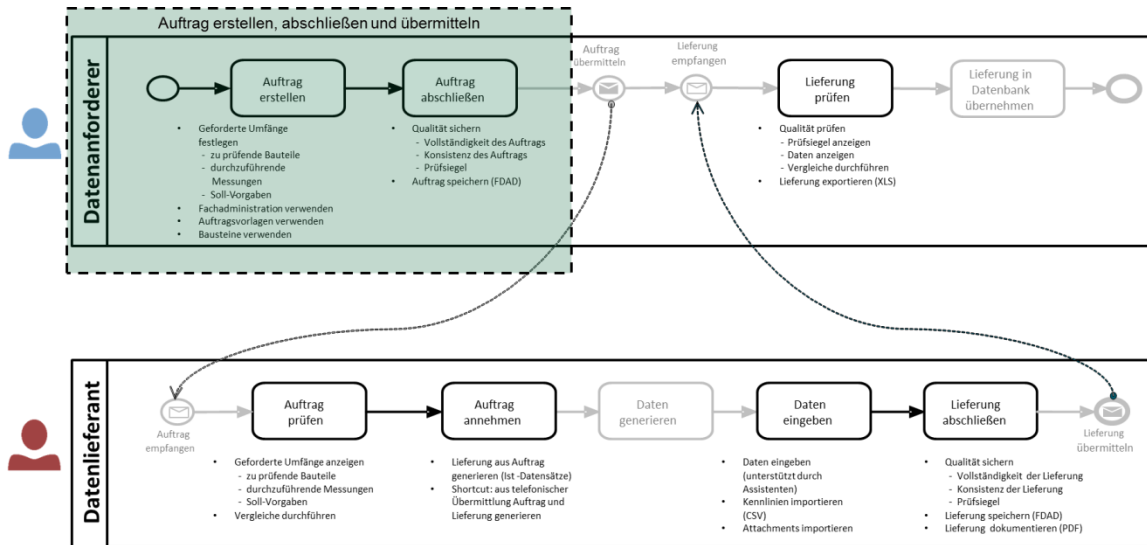 Auftrag erstellen, abschließen und übermitteln
Datenanforderer
Auftrag
erstellen
• Geforderte Umfänge
festlegen
- zu prüfende Bauteile
- durchzuführende
Messungen
- Soll-Vorgaben
• Fachadministration verwenden
• Auftragsvorlagen verwenden
• Bausteine verwenden
Auftrag
abschließen
• Qualität sichern
- Vollständigkeit des Auftrags
- Konsistenz des Auftrags
- Prüfsiegel
• Auftrag speichern (FDAD)
Auftrag
übermitteln
Lieferung
empfangen
Lieferung
prüfen
• Qualität prüfen
- Prüfsiegel anzeigen
- Daten anzeigen
- Vergleiche durchführen
• Lieferung exportieren (XLS)
Lieferung in
Datenbank
übernehmen
Datenlieferant
Auftrag
empfangen
Auftrag
prüfen
• Geforderte Umfänge anzeigen
- zu prüfende Bauteile
- durchzuführende Messungen
- Soll-Vorgaben
• Vergleiche durchführen
Auftrag
annehmen
• Lieferung aus Auftrag
generieren (Ist -Datensätze)
• Shortcut: aus telefonischer
Übermittlung Auftrag und
Lieferung generieren
Daten
generieren
Daten
eingeben
• Daten eingeben
(unterstützt durch
Assistenten)
• Kennlinien importieren
(CSV)
• Attachments importieren
Lieferung
abschließen
• Qualität sichern
- Vollständigkeit der Lieferung
- Konsistenz der Lieferung
- Prüfsiegel
• Lieferung speichern (FDAD)
• Lieferung dokumentieren (PDF)
Lieferung
übermitteln